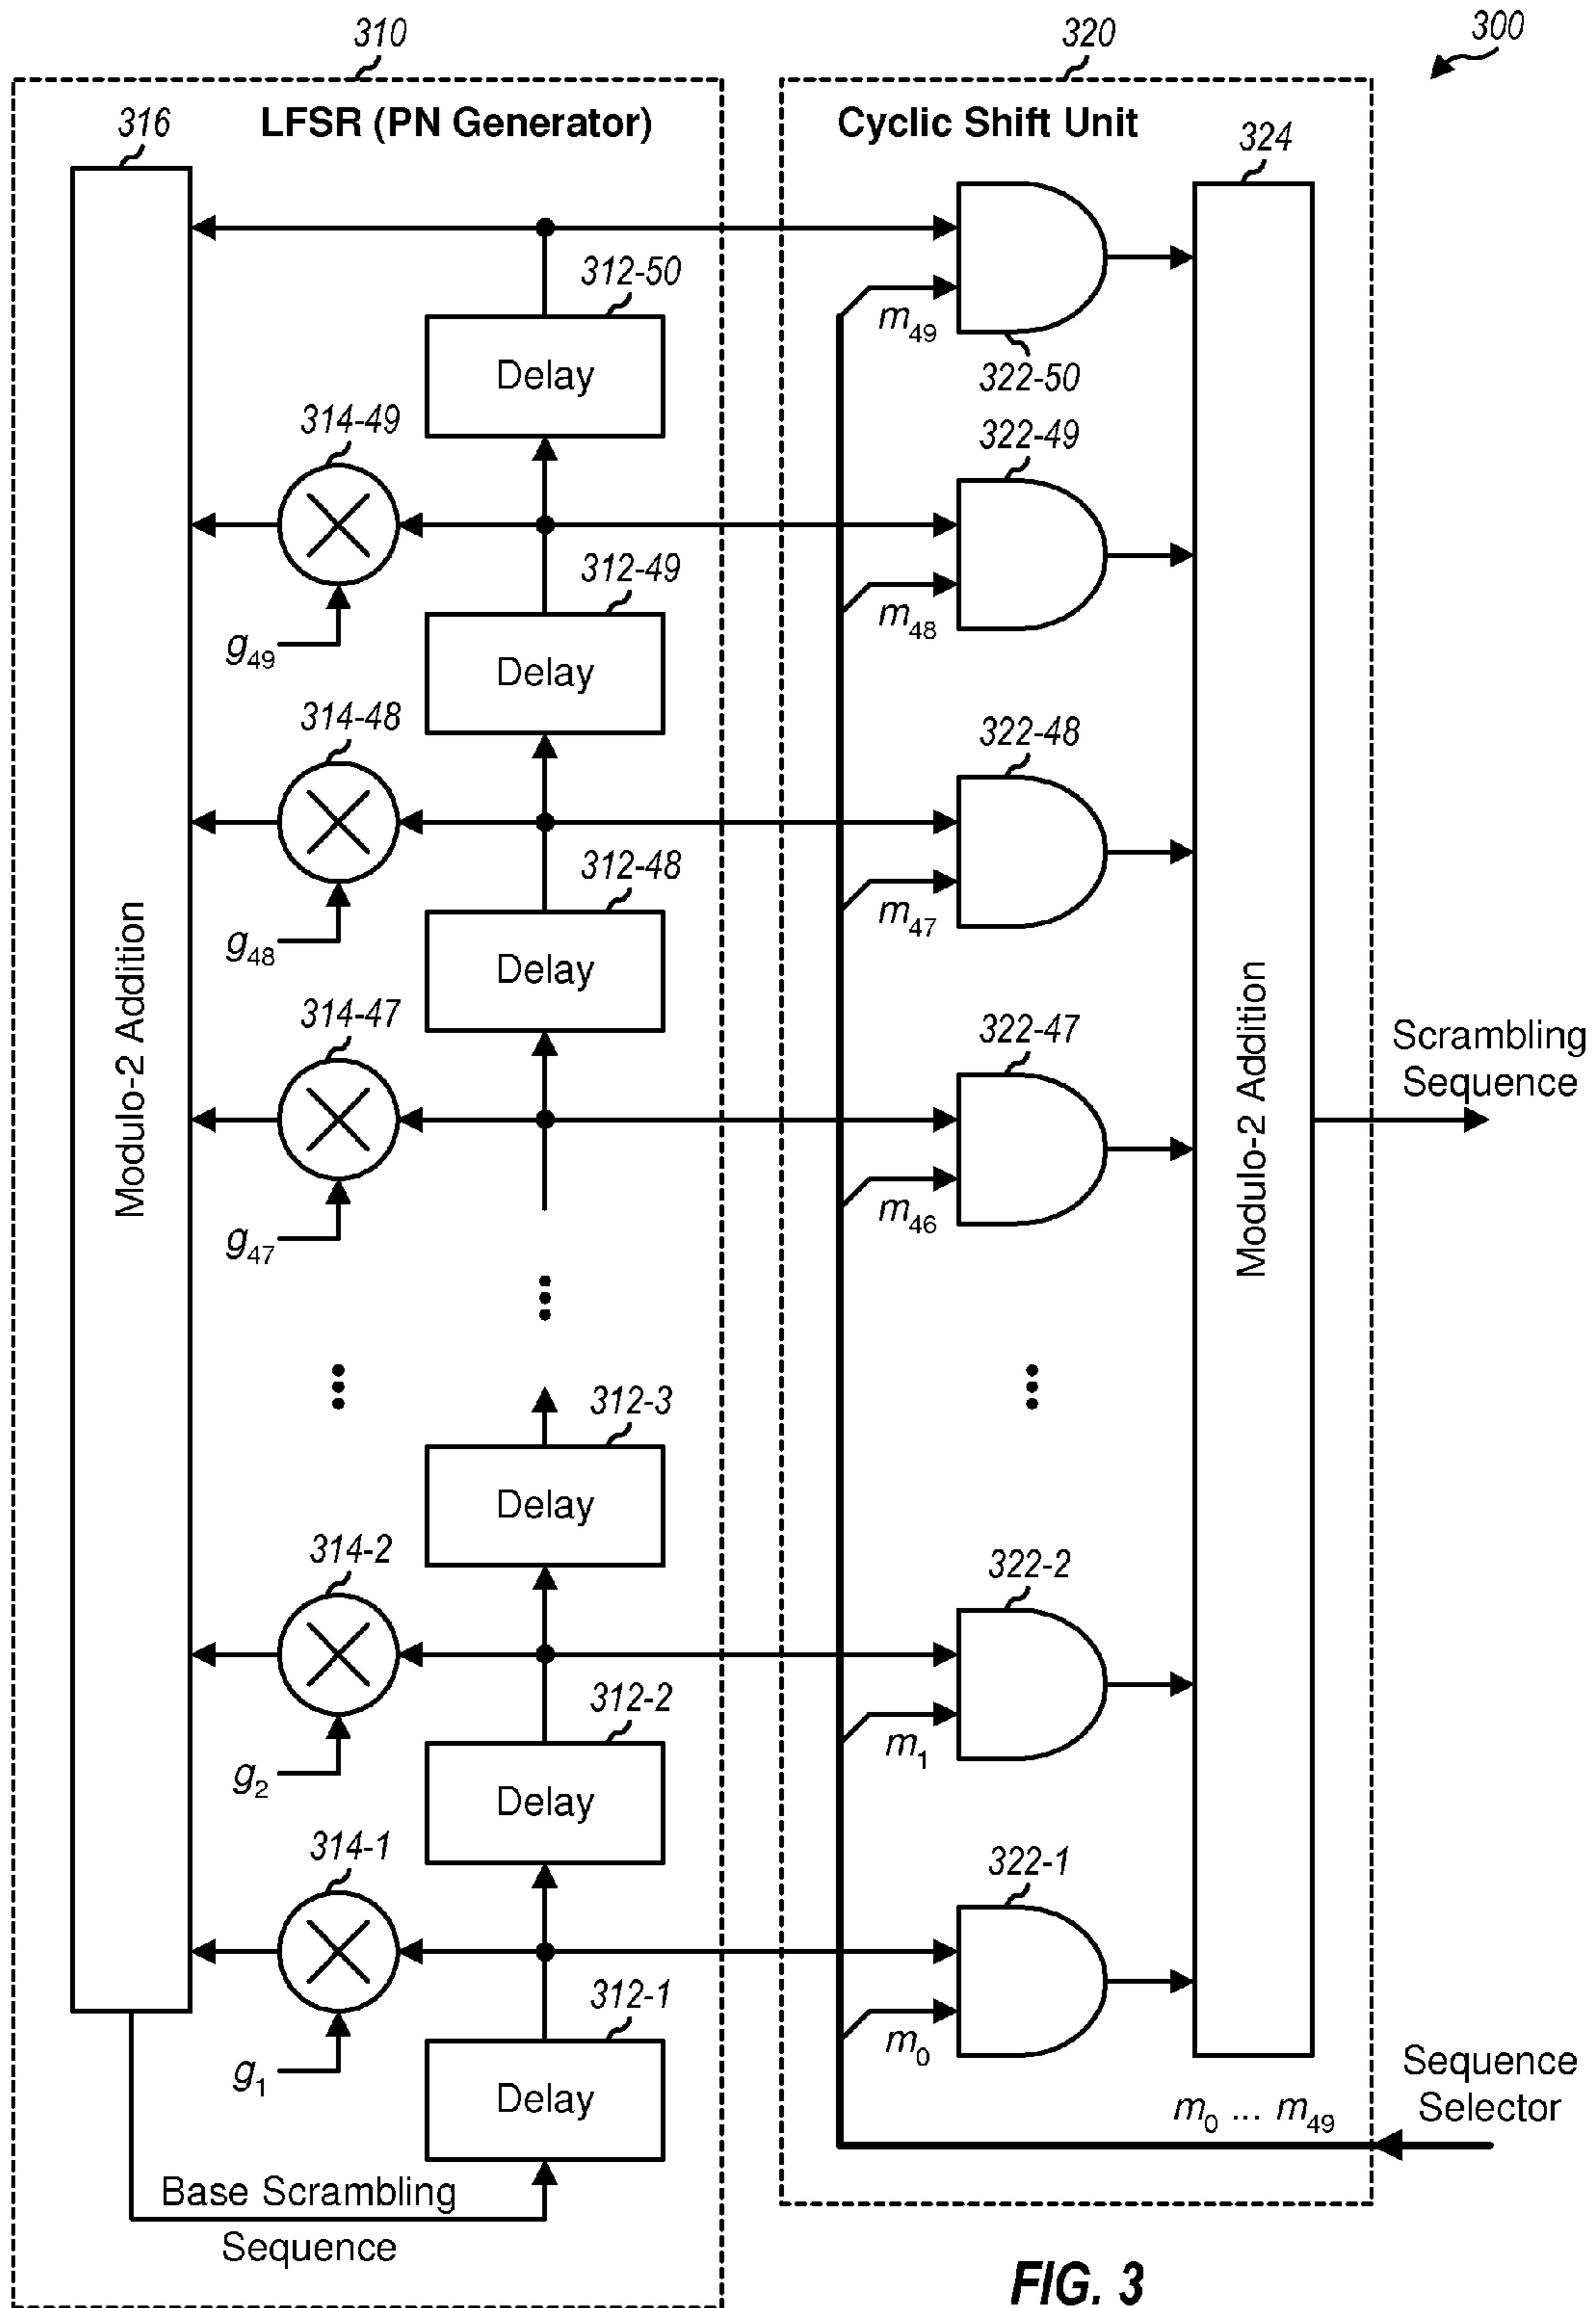 300
310
320
LFSR (PN Generator)
Cyclic Shift Unit
316
324
312-50
m49
322-50
Delay
314-49
322-49
312-49
m48
g49
Delay
314-48
322-48
312-48
m47
g48
Delay
314-47
322-47
m46
g47
Modulo-2 Addition
Modulo-2 Addition
Scrambling
Sequence
312-3
Delay
314-2
322-2
312-2
m1
g2
Delay
314-1
322-1
312-1
m0
g1
Delay
Sequence
Selector
m0 ... m49
Base Scrambling
Sequence
FIG. 3